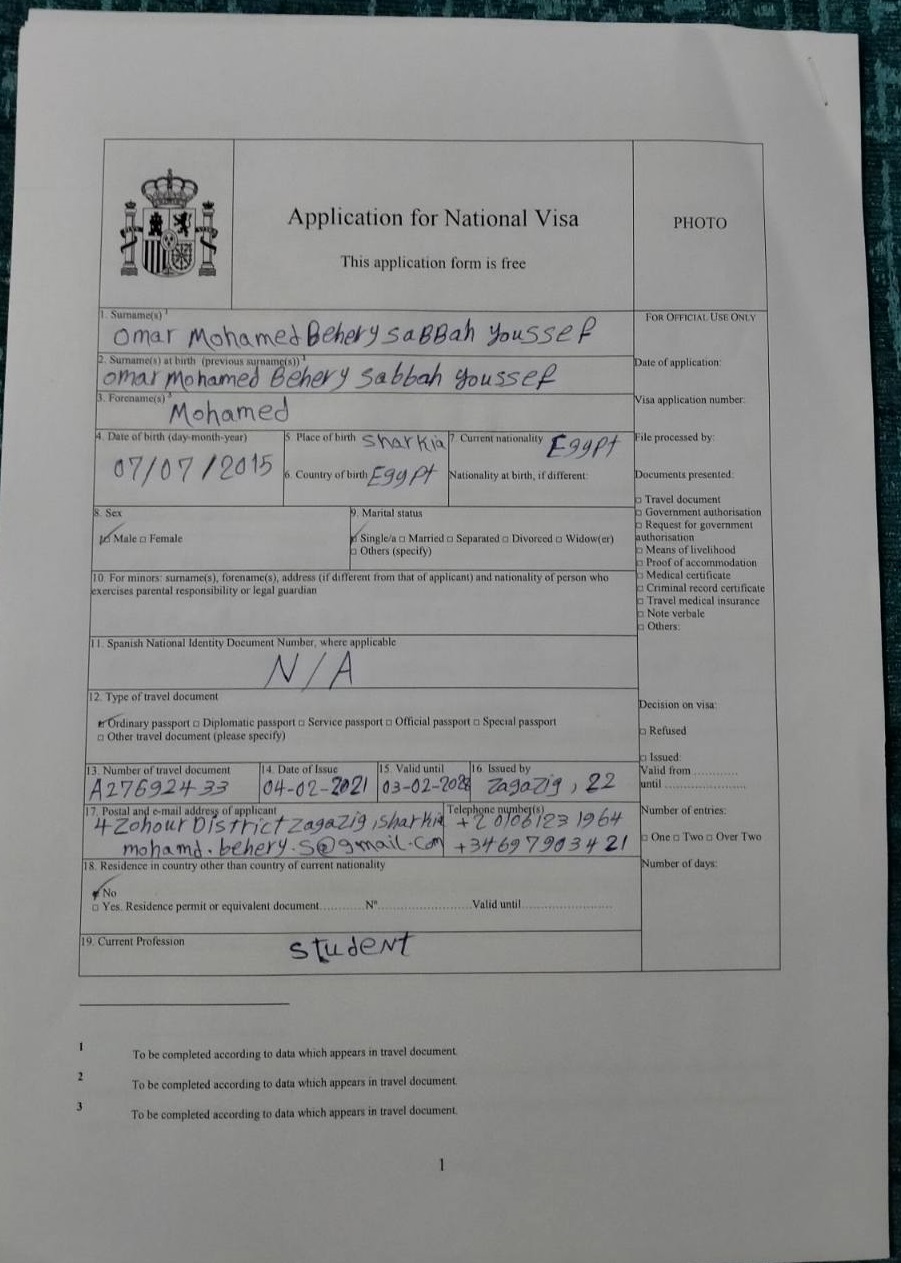 Application for National Visa
This application form is free
PHOTO
1. Surname(s) 1
Omar Mohamed Behery SaBBah Youssef
2. Surname(s) at birth (previous surname(s)) 1
Omar Mohamed Behery Sabbah Youssef
3. Forename(s) 3
Mohamed
4. Date of birth (day-month-year)
07/07/2015
5. Place of birth Sharkia
6. Country of birth Egypt
7. Current nationality Egypt
Nationality at birth, if different:
8. Sex
Male □ Female
9. Marital status
Single/a □ Married □ Separated □ Divorced □ Widow(er)
□ Others (specify)
10. For minors: surname(s), forename(s), address (if different from that of applicant) and nationality of person who
exercises parental responsibility or legal guardian
11. Spanish National Identity Document Number, where applicable
N/A
12. Type of travel document
Ordinary passport □ Diplomatic passport □ Service passport □ Official passport □ Special passport
□ Other travel document (please specify)
13. Number of travel document
A27692433
14. Date of Issue
04-02-2021
15. Valid until
03-02-2028
16. Issued by
Zagazig, 22
17. Postal and e-mail address of applicant
4 Zohour District Zagazig, Sharkia
mohamd.behery.S@gmail.com
Telephone number(s)
+201061231964
+34697903421
18. Residence in country other than country of current nationality
No
□ Yes. Residence permit or equivalent document.................... Nº................................Valid until..............................
19. Current Profession
Student
FOR OFFICIAL USE ONLY
Date of application:
Visa application number:
File processed by:
Documents presented:
□ Travel document
□ Government authorisation
□ Request for government
authorisation
□ Means of livelihood
□ Proof of accommodation
□ Medical certificate
□ Criminal record certificate
□ Travel medical insurance
□ Note verbale
□ Others:
Decision on visa:
□ Refused
□ Issued:
Valid from ............
until ......................
Number of entries:
□ One □ Two □ Over Two
Number of days:
1 To be completed according to data which appears in travel document.
2 To be completed according to data which appears in travel document.
3 To be completed according to data which appears in travel document.
1